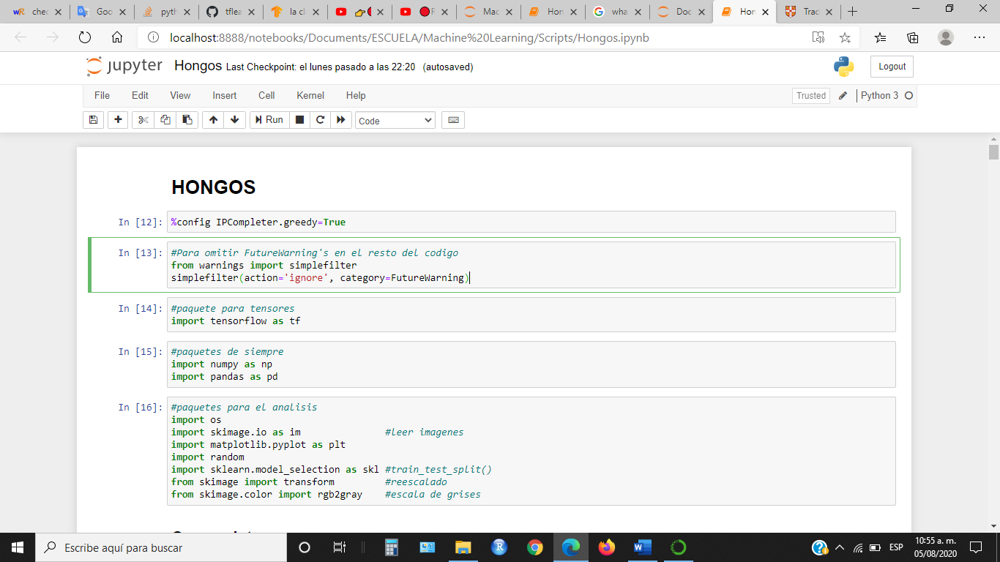 chec
Goo
pyth
tflea
la cl
Mac
Hon
wha
Doc
Hon
Trac
localhost:8888/notebooks/Documents/ESCUELA/Machine%20Learning/Scripts/Hongos.ipynb
jupyter Hongos Last Checkpoint: el lunes pasado a las 22:20 (autosaved)
Logout
File Edit View Insert Cell Kernel Help
Trusted Python 3
Run Code
HONGOS
In [12]: %config IPCompleter.greedy=True
In [13]: #Para omitir FutureWarning's en el resto del codigo
from warnings import simplefilter
simplefilter(action='ignore', category=FutureWarning)
In [14]: #paquete para tensores
import tensorflow as tf
In [15]: #paquetes de siempre
import numpy as np
import pandas as pd
In [16]: #paquetes para el analisis
import os
import skimage.io as im #leer imagenes
import matplotlib.pyplot as plt
import random
import sklearn.model_selection as skl #train_test_split()
from skimage import transform #reescalado
from skimage.color import rgb2gray #escala de grises
Escribe aquí para buscar
ESP
10:55 a. m.
05/08/2020